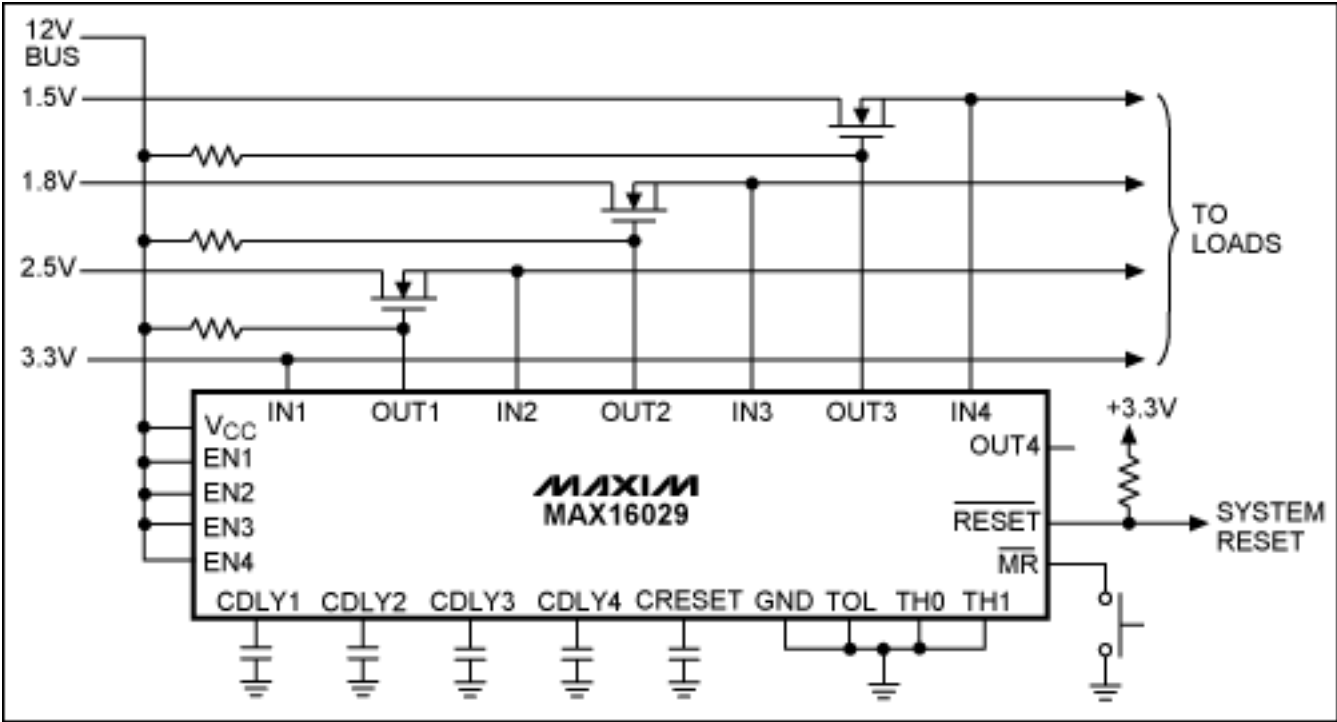 12V
BUS
1.5V
1.8V
2.5V
3.3V
TO
LOADS
IN1 OUT1 IN2 OUT2 IN3 OUT3 IN4
+3.3V
VCC
EN1
EN2
EN3
EN4
MAXIM
MAX16029
OUT4
RESET
MR
SYSTEM
RESET
CDLY1 CDLY2 CDLY3 CDLY4 CRESET GND TOL TH0 TH1